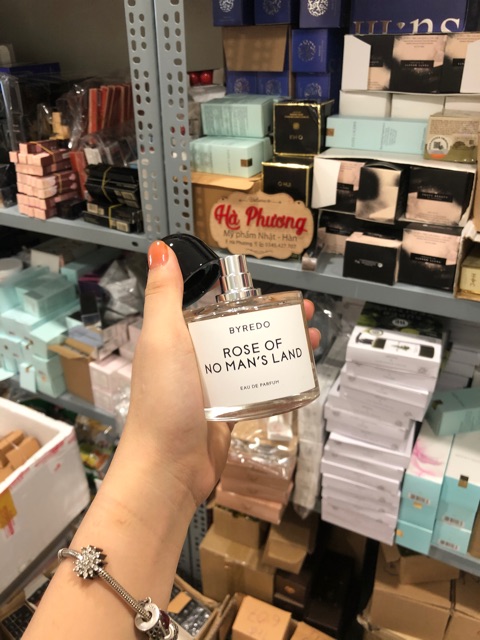 Hà Phương
Mỹ phẩm Nhật - Hàn
BYREDO
ROSE OF
NO MAN'S LAND
EAU DE PARFUM